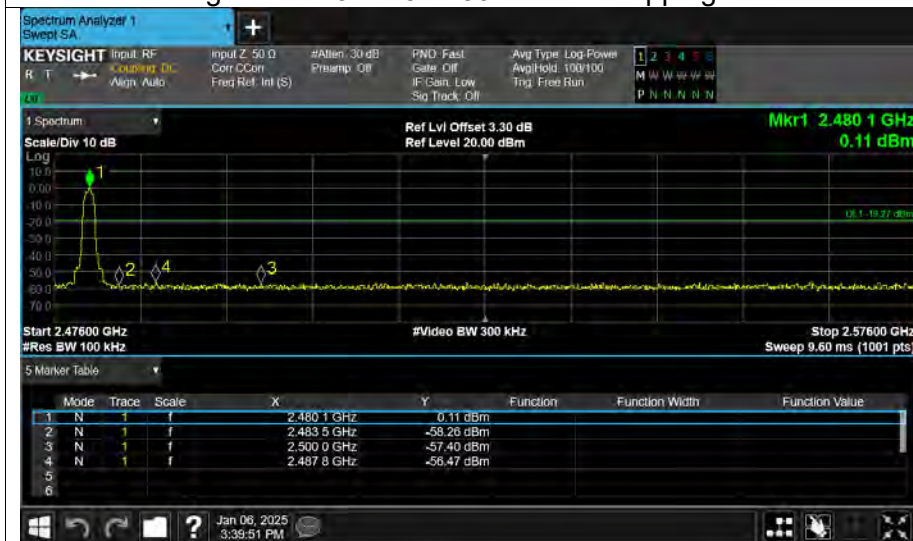 Spectrum Analyzer 1
Swept SA
+
KEYSIGHT Input: RF
R T Coupling: DC
Align: Auto
Input Z: 50 Ω
Corr CCorr
Freq Ref: Int (S)
#Atten: 30 dB
Preamp: Off
PNO: Fast
Gate: Off
IF Gain: Low
Sig Track: Off
Avg Type: Log-Power
Avg|Hold: 100/100
Trig: Free Run
1 2 3 4 5 6
M W W W W W
P N N N N N
1 Spectrum
Scale/Div 10 dB
Ref Lvl Offset 3.30 dB
Ref Level 20.00 dBm
Mkr1 2.480 1 GHz
0.11 dBm
Log
10.0
0.00
-10.0
-20.0
-30.0
-40.0
-50.0
-60.0
-70.0
1
2
4
3
DL1 -19.27 dBm
Start 2.47600 GHz
#Video BW 300 kHz
Stop 2.57600 GHz
#Res BW 100 kHz
Sweep 9.60 ms (1001 pts)
5 Marker Table
Mode Trace Scale X Y Function Function Width Function Value
1 N 1 f 2.480 1 GHz 0.11 dBm
2 N 1 f 2.483 5 GHz -58.26 dBm
3 N 1 f 2.500 0 GHz -57.40 dBm
4 N 1 f 2.487 8 GHz -56.47 dBm
5
6
?
Jan 06, 2025
3:39:51 PM